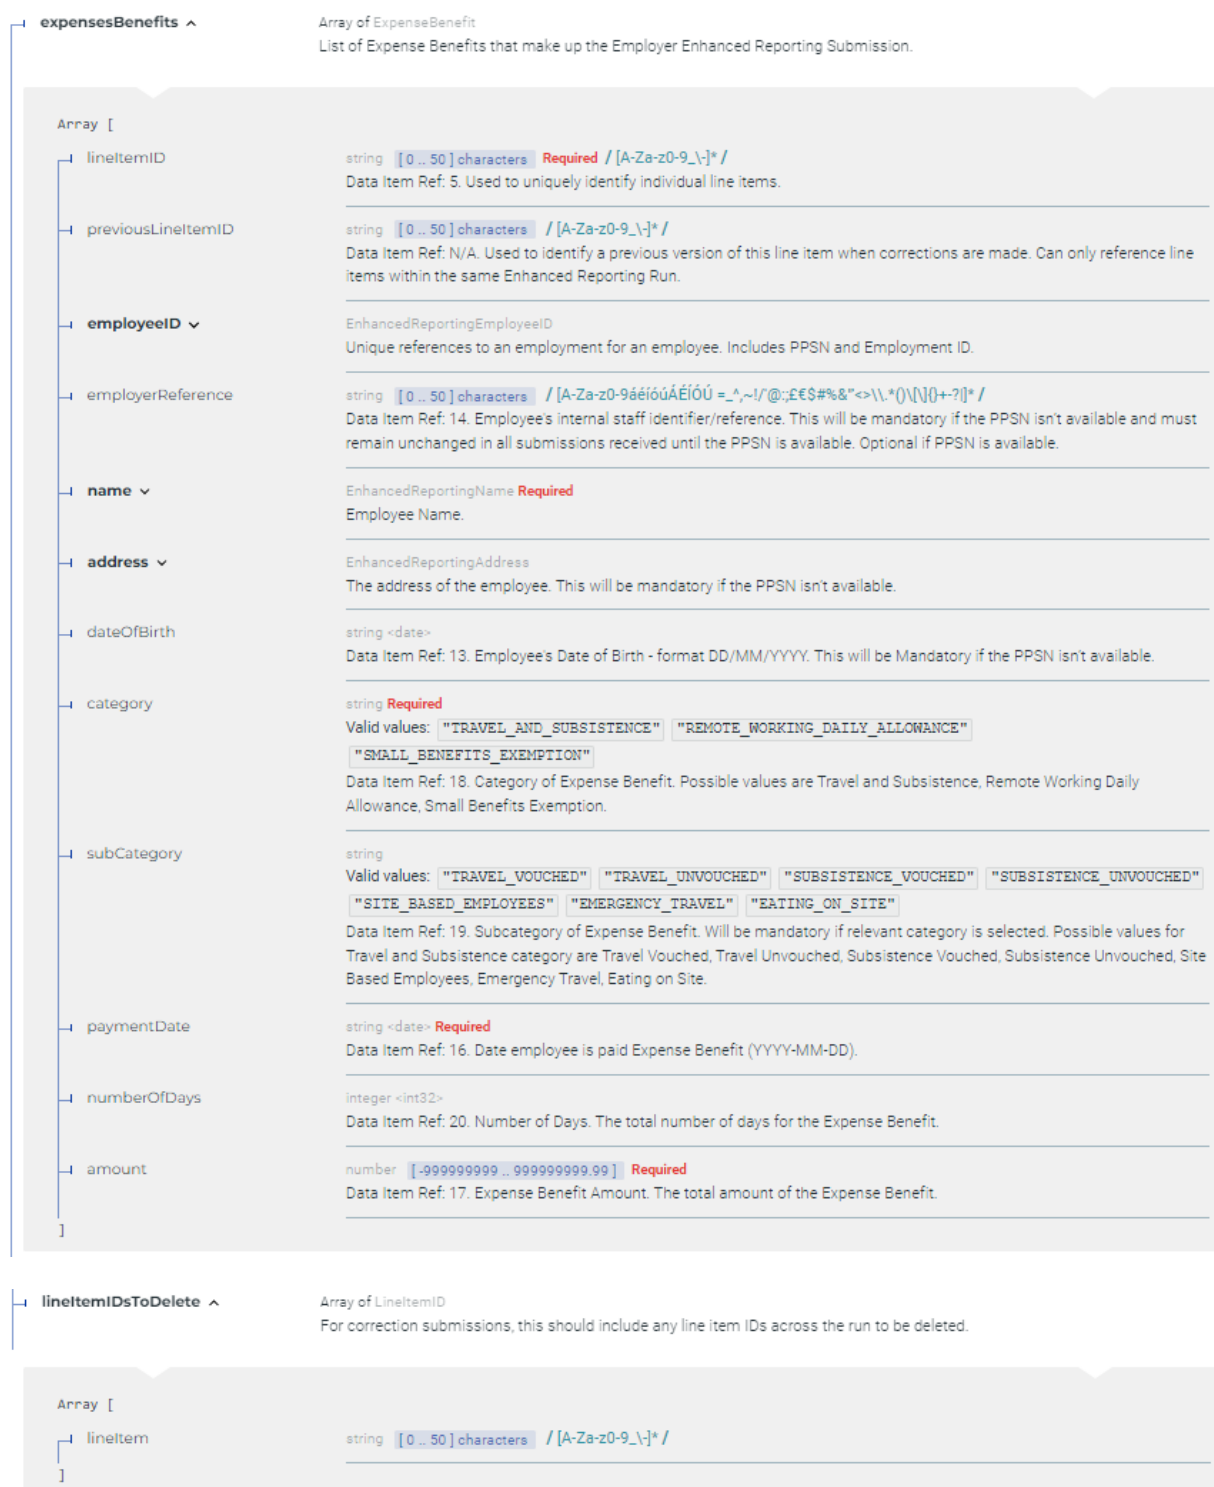 expensesBenefits Array of ExpenseBenefit
List of Expense Benefits that make up the Employer Enhanced Reporting Submission.
Array [
lineItemID string [ 0 .. 50 ] characters Required / [A-Za-z0-9_\-]* /
Data Item Ref: 5. Used to uniquely identify individual line items.
previousLineItemID string [ 0 .. 50 ] characters / [A-Za-z0-9_\-]* /
Data Item Ref: N/A. Used to identify a previous version of this line item when corrections are made. Can only reference line
items within the same Enhanced Reporting Run.
employeeID EnhancedReportingEmployeeID
Unique references to an employment for an employee. Includes PPSN and Employment ID.
employerReference string [ 0 .. 50 ] characters / [A-Za-z0-9áéíóúÁÉÍÓÚ =_^,~!/'@:;£€$#%&"'<>\\.*()\[\]{}+-?|]* /
Data Item Ref: 14. Employee's internal staff identifier/reference. This will be mandatory if the PPSN isn't available and must
remain unchanged in all submissions received until the PPSN is available. Optional if PPSN is available.
name EnhancedReportingName Required
Employee Name.
address EnhancedReportingAddress
The address of the employee. This will be mandatory if the PPSN isn't available.
dateOfBirth string <date>
Data Item Ref: 13. Employee's Date of Birth - format DD/MM/YYYY. This will be Mandatory if the PPSN isn't available.
category string Required
Valid values: "TRAVEL_AND_SUBSISTENCE" "REMOTE_WORKING_DAILY_ALLOWANCE"
"SMALL_BENEFITS_EXEMPTION"
Data Item Ref: 18. Category of Expense Benefit. Possible values are Travel and Subsistence, Remote Working Daily
Allowance, Small Benefits Exemption.
subCategory string
Valid values: "TRAVEL_VOUCHED" "TRAVEL_UNVOUCHED" "SUBSISTENCE_VOUCHED" "SUBSISTENCE_UNVOUCHED"
"SITE_BASED_EMPLOYEES" "EMERGENCY_TRAVEL" "EATING_ON_SITE"
Data Item Ref: 19. Subcategory of Expense Benefit. Will be mandatory if relevant category is selected. Possible values for
Travel and Subsistence category are Travel Vouched, Travel Unvouched, Subsistence Vouched, Subsistence Unvouched, Site
Based Employees, Emergency Travel, Eating on Site.
paymentDate string <date> Required
Data Item Ref: 16. Date employee is paid Expense Benefit (YYYY-MM-DD).
numberOfDays integer <int32>
Data Item Ref: 20. Number of Days. The total number of days for the Expense Benefit.
amount number [ -999999999 .. 999999999.99 ] Required
Data Item Ref: 17. Expense Benefit Amount. The total amount of the Expense Benefit.
]
lineItemIDsToDelete Array of LineItemID
For correction submissions, this should include any line item IDs across the run to be deleted.
Array [
lineItem string [ 0 .. 50 ] characters / [A-Za-z0-9_\-]* /
]